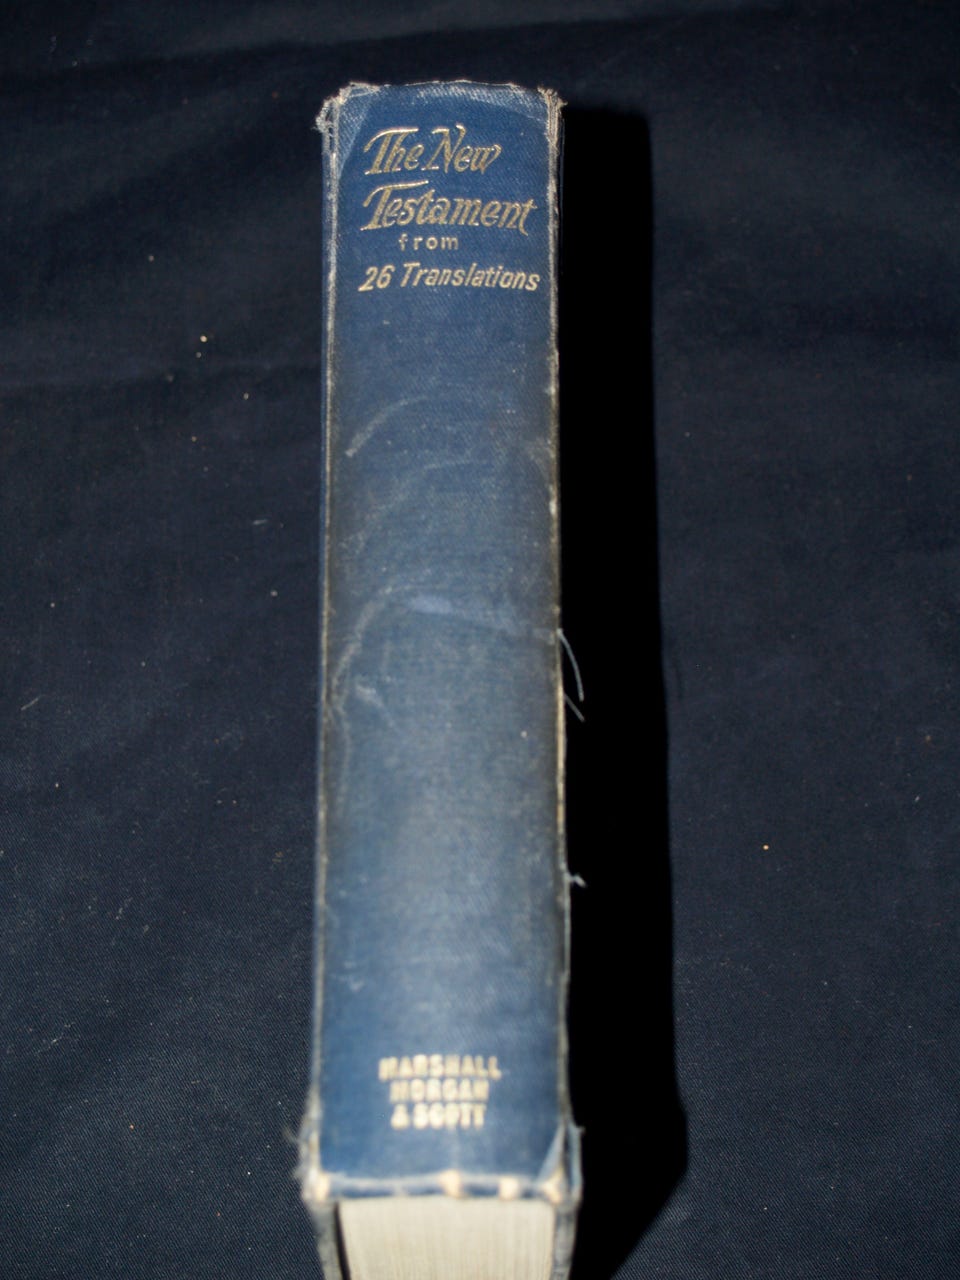 The New
Testament
from
26 Translations
MARSHALL
MORGAN
& SCOTT